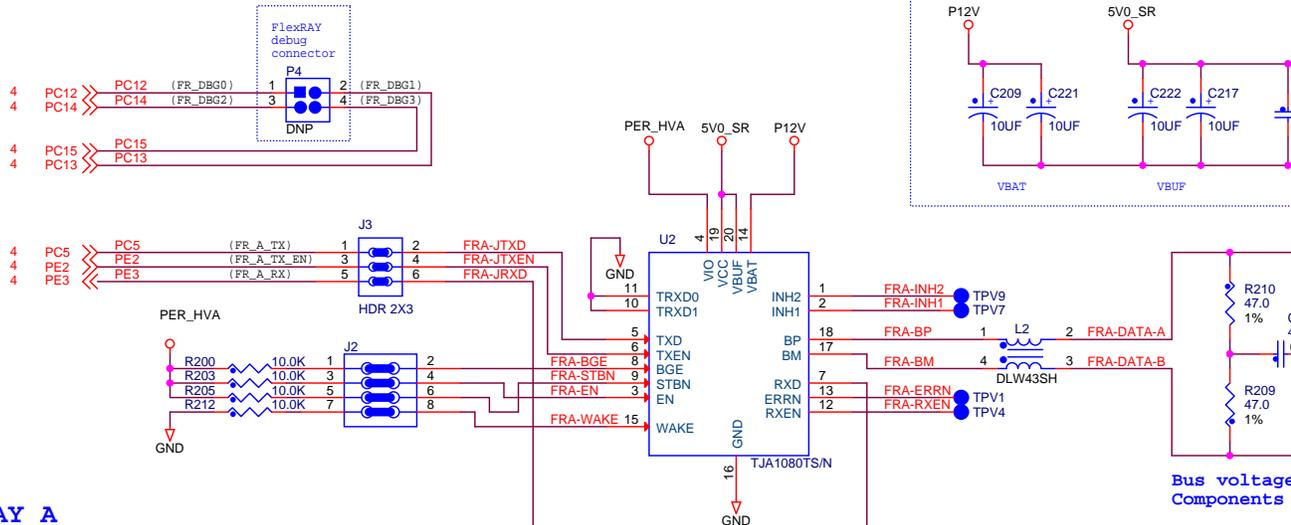 P12V 5V0_SR
FlexRAY
debug
connector
P4
4 PC12 PC12 (FR_DBG0) 1 2 (FR_DBG1)
4 PC14 PC14 (FR_DBG2) 3 4 (FR_DBG3)
DNP
C209 C221 C222 C217
+ + + +
10UF 10UF 10UF 10UF
PER_HVA 5V0_SR P12V
4 PC15 PC15
4 PC13 PC13
VBAT VBUF
J3
4 PC5 PC5 (FR_A_TX) 1 2 FRA-JTXD
4 PE2 PE2 (FR_A_TX_EN) 3 4 FRA-JTXEN
4 PE3 PE3 (FR_A_RX) 5 6 FRA-JRXD
HDR 2X3
U2
4 19 20 14
VIO VCC VBUF VBAT
GND
11 TRXD0 INH2 1 FRA-INH2 TPV9
10 TRXD1 INH1 2 FRA-INH1 TPV7
5 TXD BP 18 FRA-BP 1 L2 2 FRA-DATA-A
6 TXEN BM 17 FRA-BM 4 3 FRA-DATA-B
DLW43SH
FRA-BGE 8 BGE
FRA-STBN 9 STBN RXD 7
FRA-EN 3 EN ERRN 13 FRA-ERRN TPV1
RXEN 12 FRA-RXEN TPV4
FRA-WAKE 15 WAKE
GND
16
TJA1080TS/N
GND
PER_HVA
J2
R200 10.0K 1 2
R203 10.0K 3 4
R205 10.0K 5 6
R212 10.0K 7 8
GND
R210
47.0
1%
R209
47.0
1%
Bus voltage
Components
AY A